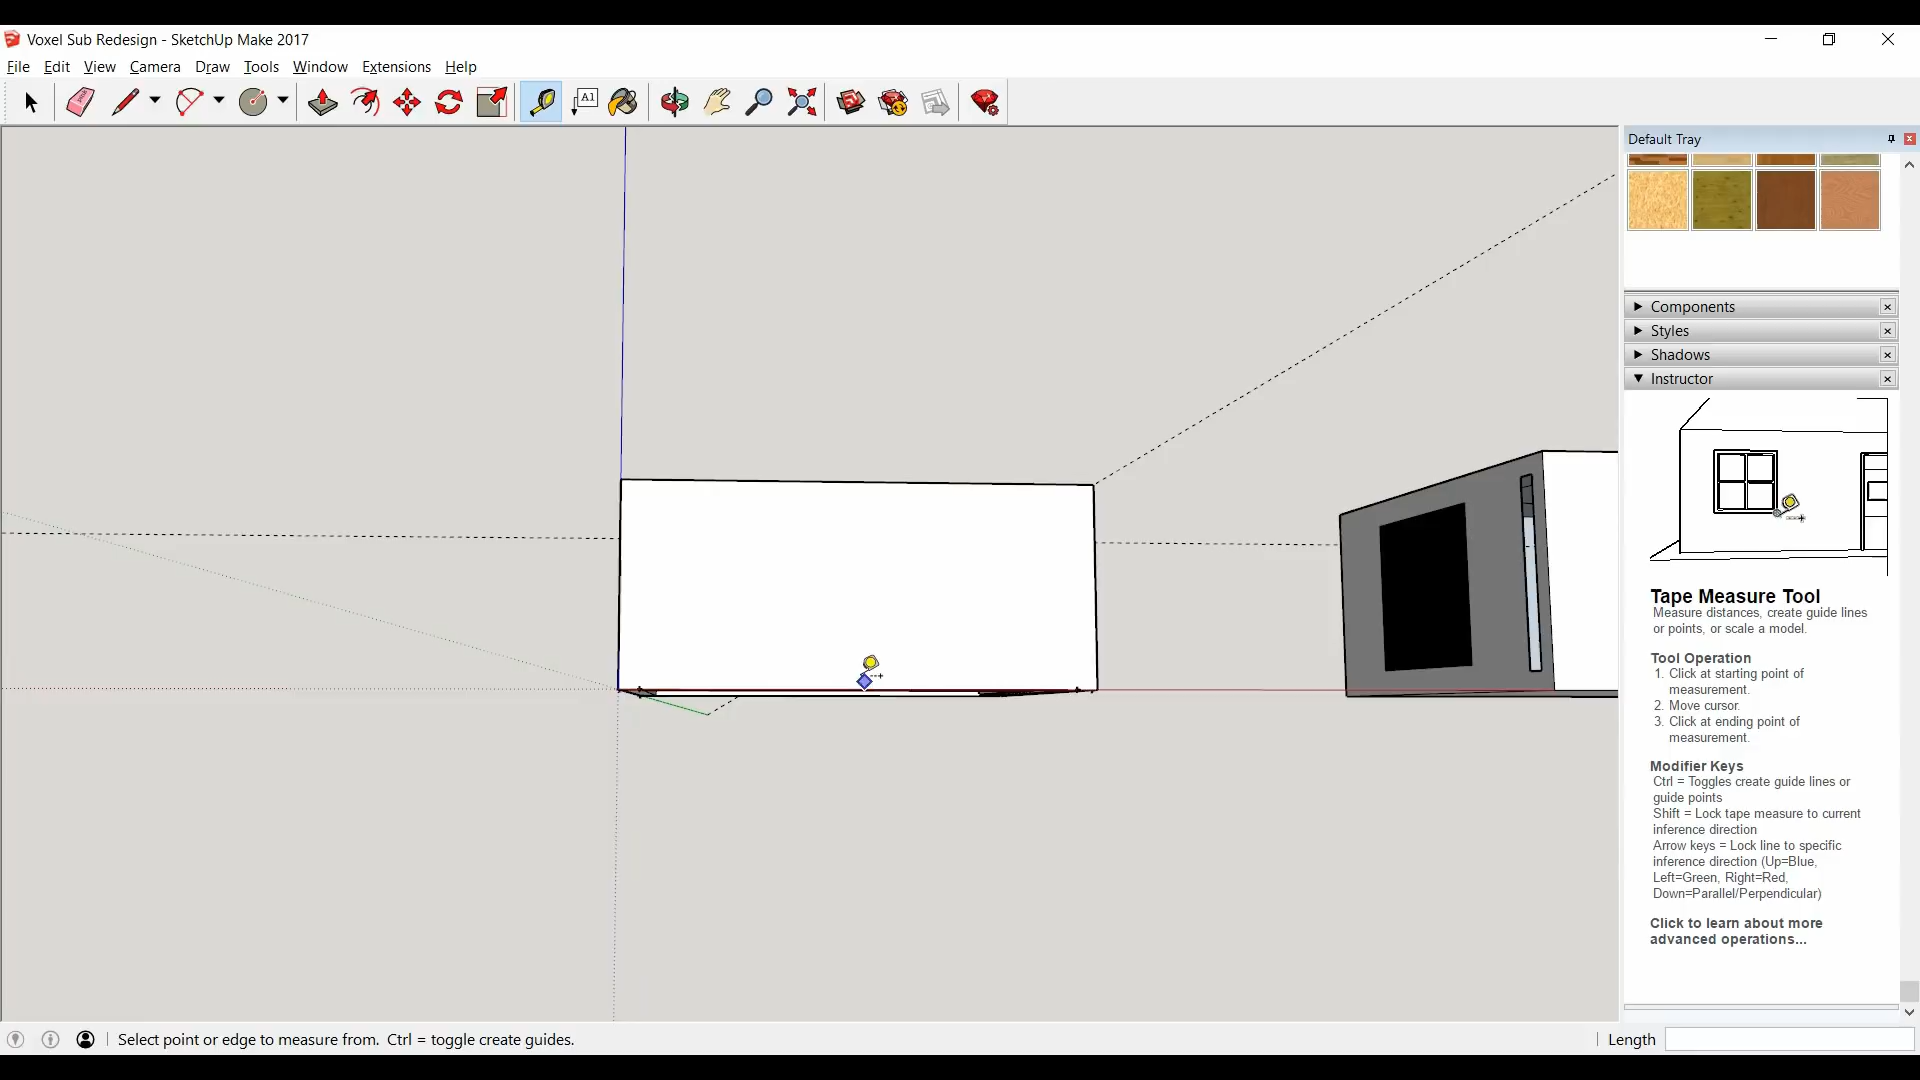 Voxel Sub Redesign - SketchUp Make 2017
File Edit View Camera Draw Tools Window Extensions Help
A1
Default Tray
Components
Styles
Shadows
Instructor
Tape Measure Tool
Measure distances, create guide lines
or points, or scale a model.
Tool Operation
1. Click at starting point of
measurement.
2. Move cursor.
3. Click at ending point of
measurement.
Modifier Keys
Ctrl = Toggles create guide lines or
guide points
Shift = Lock tape measure to current
inference direction
Arrow keys = Lock line to specific
inference direction (Up=Blue,
Left=Green, Right=Red,
Down=Parallel/Perpendicular)
Click to learn about more
advanced operations...
Select point or edge to measure from. Ctrl = toggle create guides.
Length